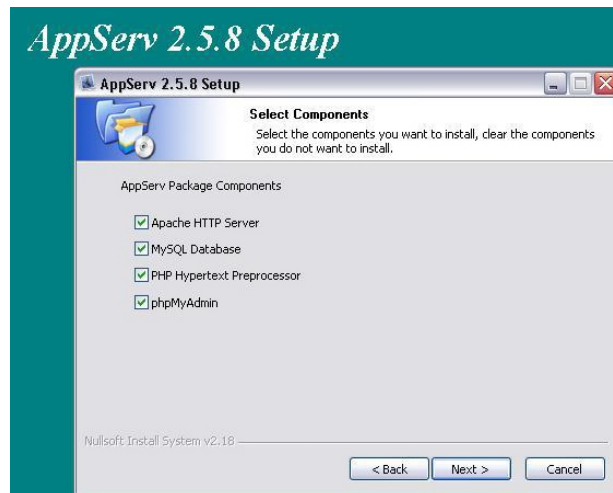 AppServ 2.5.8 Setup
AppServ 2.5.8 Setup
Select Components
Select the components you want to install, clear the components
you do not want to install.
AppServ Package Components
Apache HTTP Server
MySQL Database
PHP Hypertext Preprocessor
phpMyAdmin
Nullsoft Install System v2.18
< Back
Next >
Cancel